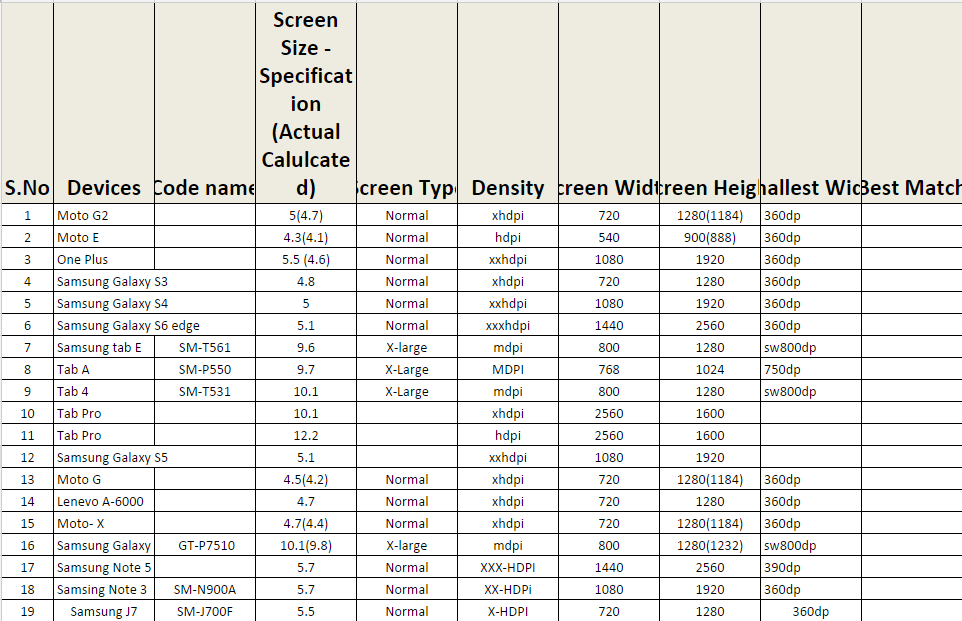 S.No Devices Code name Screen Size - Specificat ion (Actual Calulcate d) Screen Typ Density creen Widt creen Heig nallest Wid Best Match
1 Moto G2 5(4.7) Normal xhdpi 720 1280(1184) 360dp
2 Moto E 4.3(4.1) Normal hdpi 540 900(888) 360dp
3 One Plus 5.5 (4.6) Normal xxhdpi 1080 1920 360dp
4 Samsung Galaxy S3 4.8 Normal xhdpi 720 1280 360dp
5 Samsung Galaxy S4 5 Normal xxhdpi 1080 1920 360dp
6 Samsung Galaxy S6 edge 5.1 Normal xxxhdpi 1440 2560 360dp
7 Samsung tab E SM-T561 9.6 X-large mdpi 800 1280 sw800dp
8 Tab A SM-P550 9.7 X-Large MDPI 768 1024 750dp
9 Tab 4 SM-T531 10.1 X-Large mdpi 800 1280 sw800dp
10 Tab Pro 10.1 xhdpi 2560 1600
11 Tab Pro 12.2 hdpi 2560 1600
12 Samsung Galaxy S5 5.1 xxhdpi 1080 1920
13 Moto G 4.5(4.2) Normal xhdpi 720 1280(1184) 360dp
14 Lenevo A-6000 4.7 Normal xhdpi 720 1280 360dp
15 Moto- X 4.7(4.4) Normal xhdpi 720 1280(1184) 360dp
16 Samsung Galaxy GT-P7510 10.1(9.8) X-large mdpi 800 1280(1232) sw800dp
17 Samsung Note 5 5.7 Normal XXX-HDPI 1440 2560 390dp
18 Samsing Note 3 SM-N900A 5.7 Normal XX-HDPi 1080 1920 360dp
19 Samsung J7 SM-J700F 5.5 Normal X-HDPI 720 1280 360dp